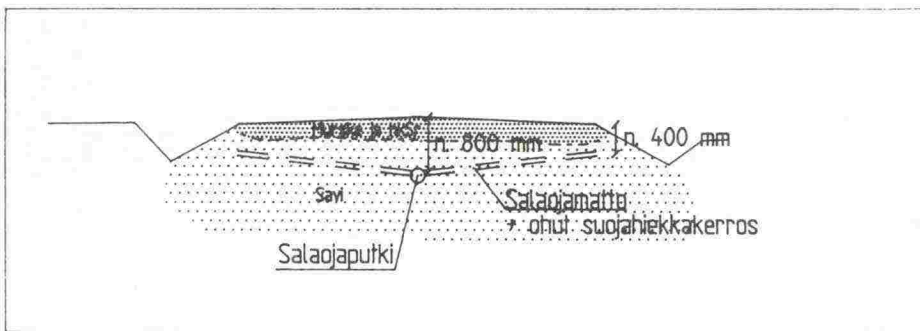 n. 800 mm
n. 400 mm
Savi
Salaojamatto
+ ohut suojahiekkakerros
Salaojaputki